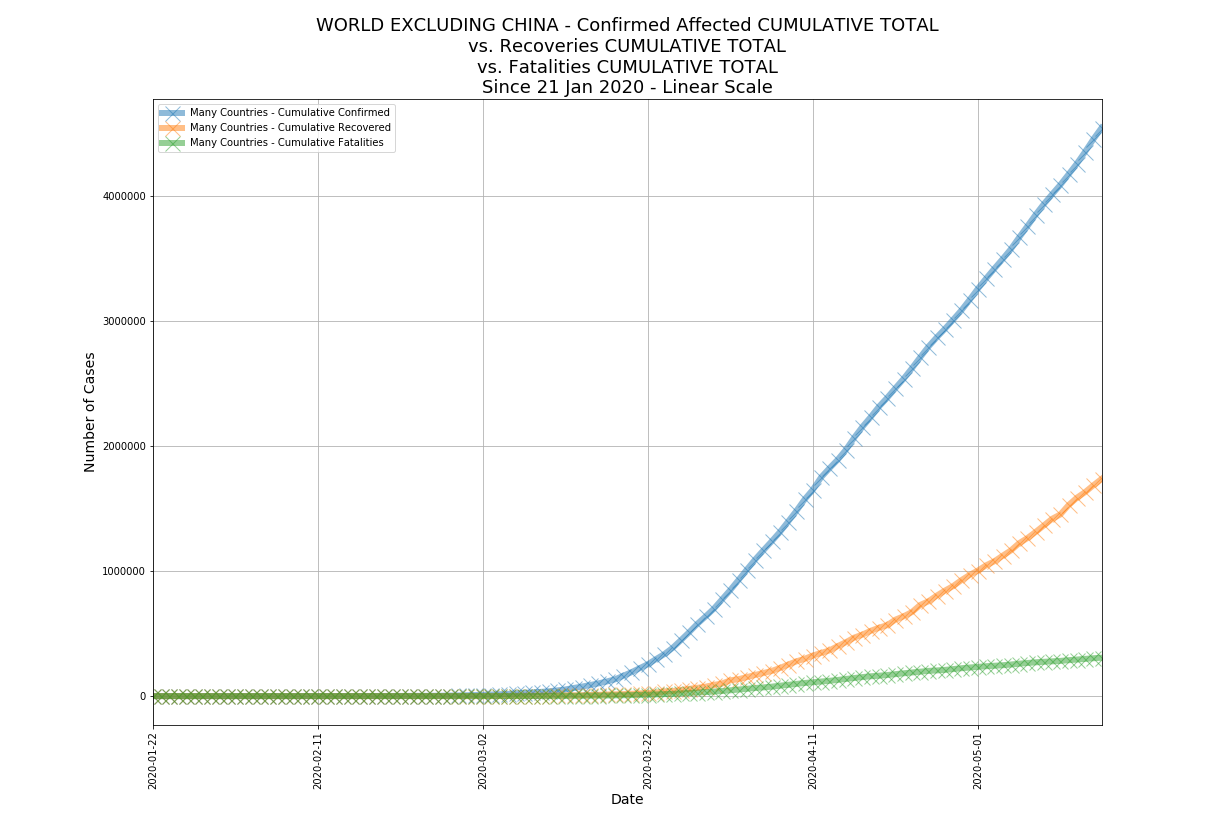 WORLD EXCLUDING CHINA - Confirmed Affected CUMULATIVE TOTAL
vs. Recoveries CUMULATIVE TOTAL
vs. Fatalities CUMULATIVE TOTAL
Since 21 Jan 2020 - Linear Scale
Many Countries - Cumulative Confirmed
Many Countries - Cumulative Recovered
Many Countries - Cumulative Fatalities
Number of Cases
4000000
3000000
2000000
1000000
0
2020-01-22
2020-02-11
2020-03-02
2020-03-22
2020-04-11
2020-05-01
Date